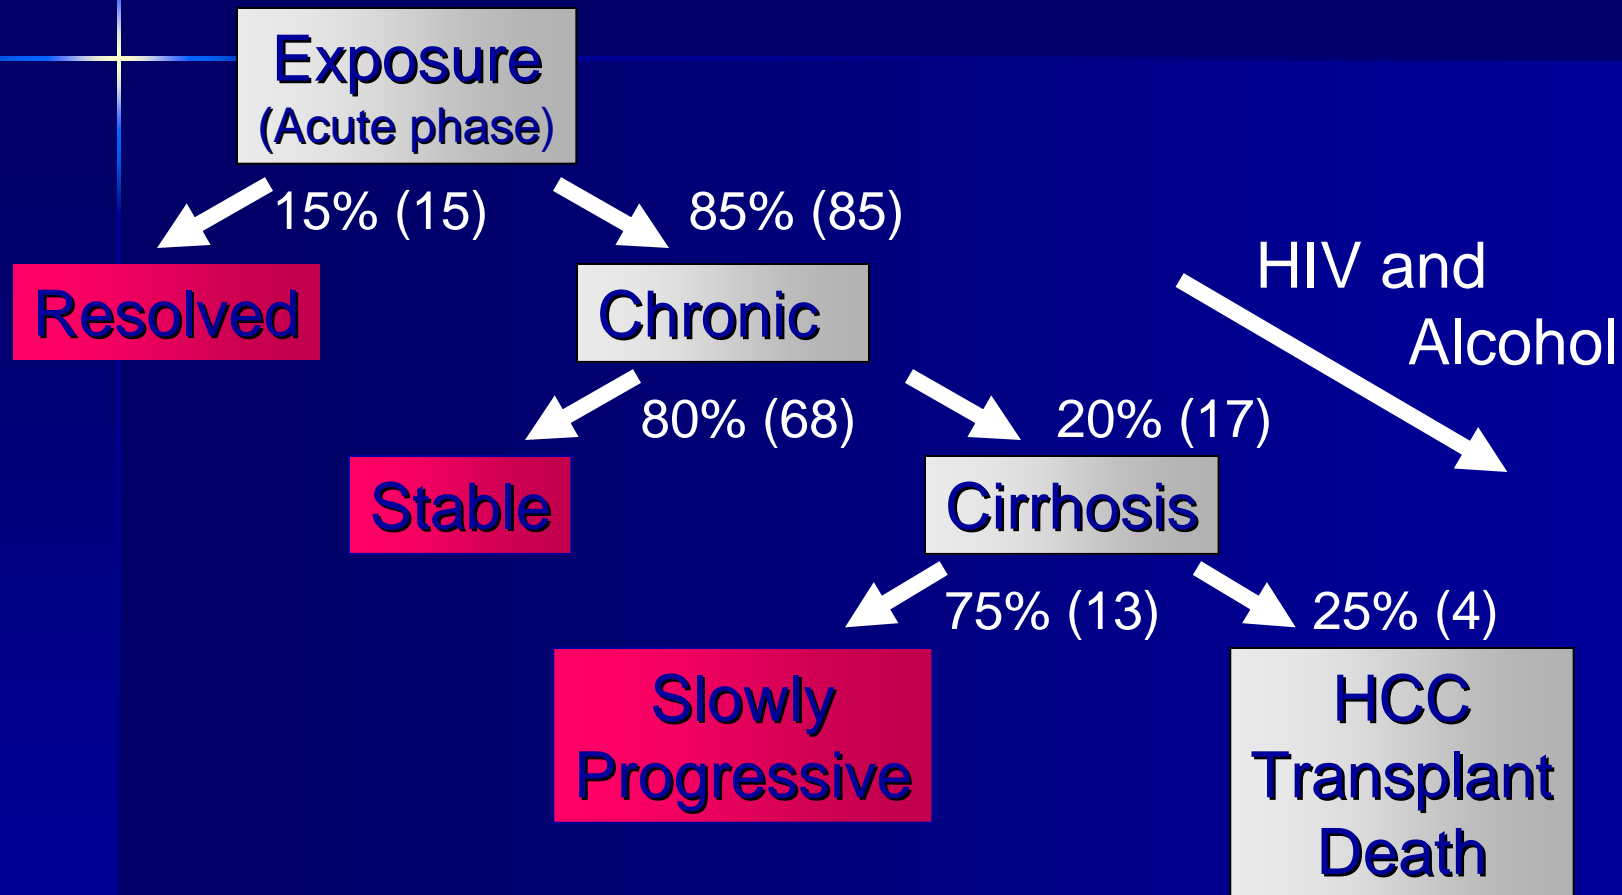 Exposure
(Acute phase)
15% (15)
85% (85)
HIV and
Alcohol
Resolved
Chronic
80% (68)
20% (17)
Stable
Cirrhosis
75% (13)
25% (4)
Slowly
Progressive
HCC
Transplant
Death